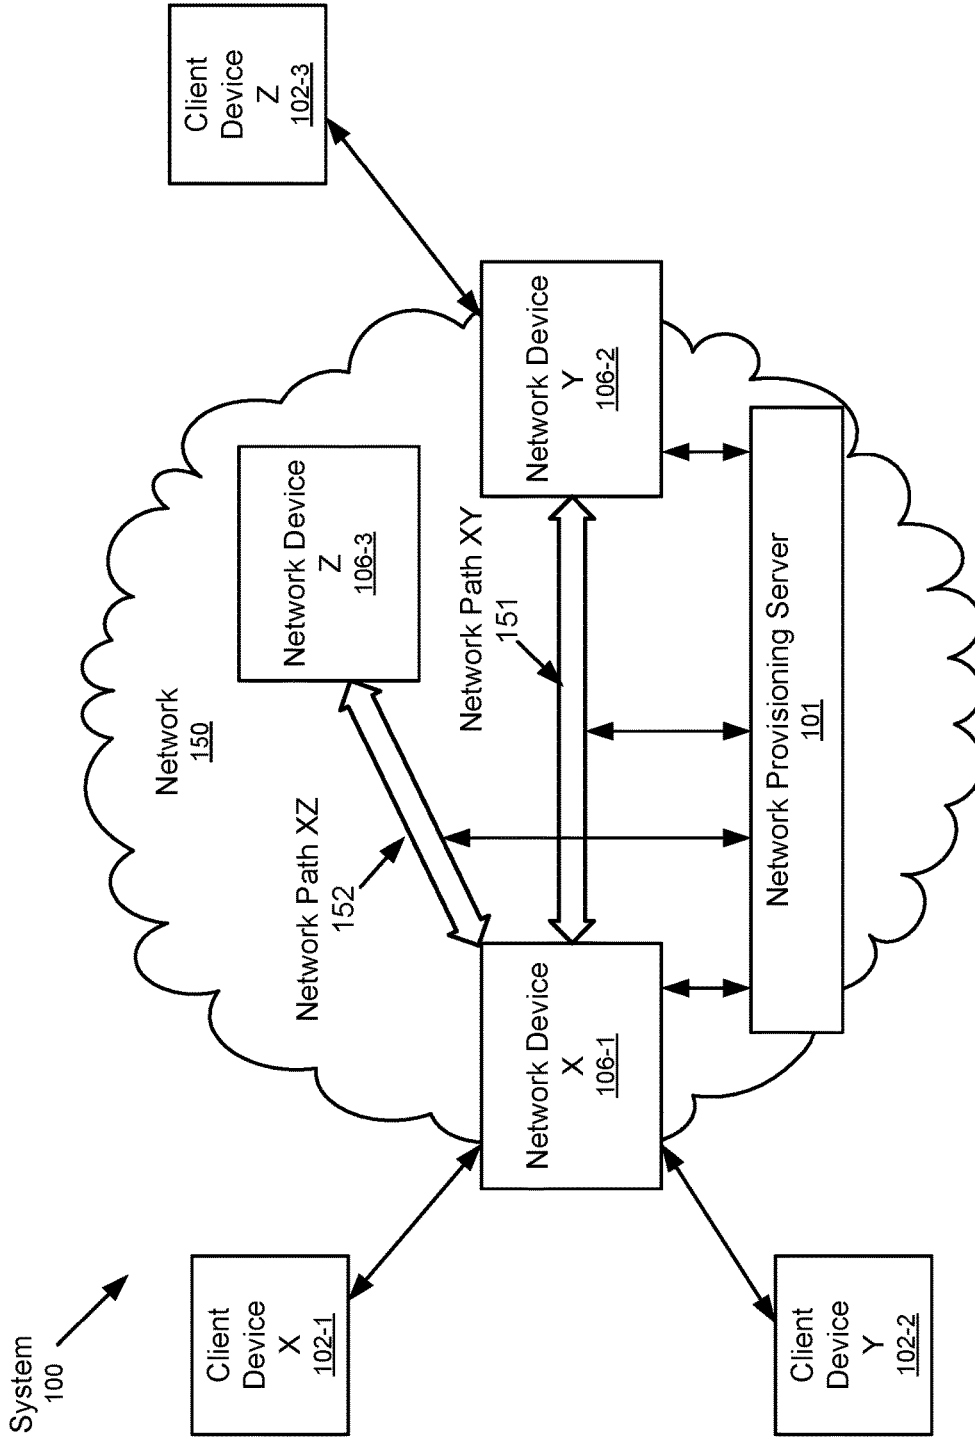 System
100
Client
Device
X
102-1
Client
Device
Y
102-2
Network Device
X
106-1
Network Path XZ
152
Network
150
Network Device
Z
106-3
Network Path XY
151
Network Device
Y
106-2
Network Provisioning Server
101
Client
Device
Z
102-3